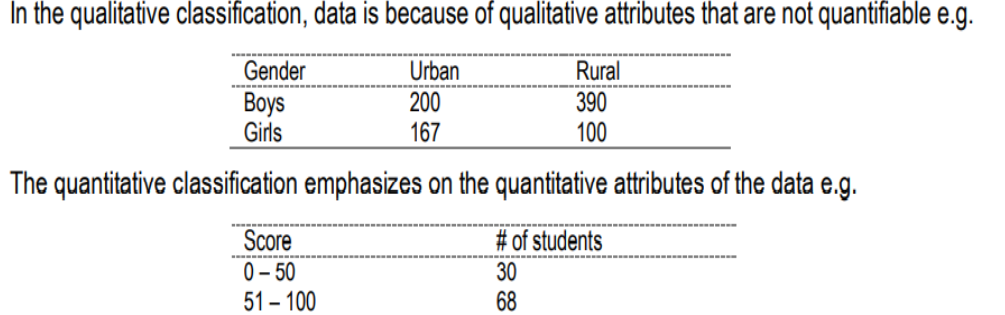 In the qualitative classification, data is because of qualitative attributes that are not quantifiable e.g.
Gender Urban Rural
Boys 200 390
Girls 167 100
The quantitative classification emphasizes on the quantitative attributes of the data e.g.
Score # of students
0 – 50 30
51 – 100 68